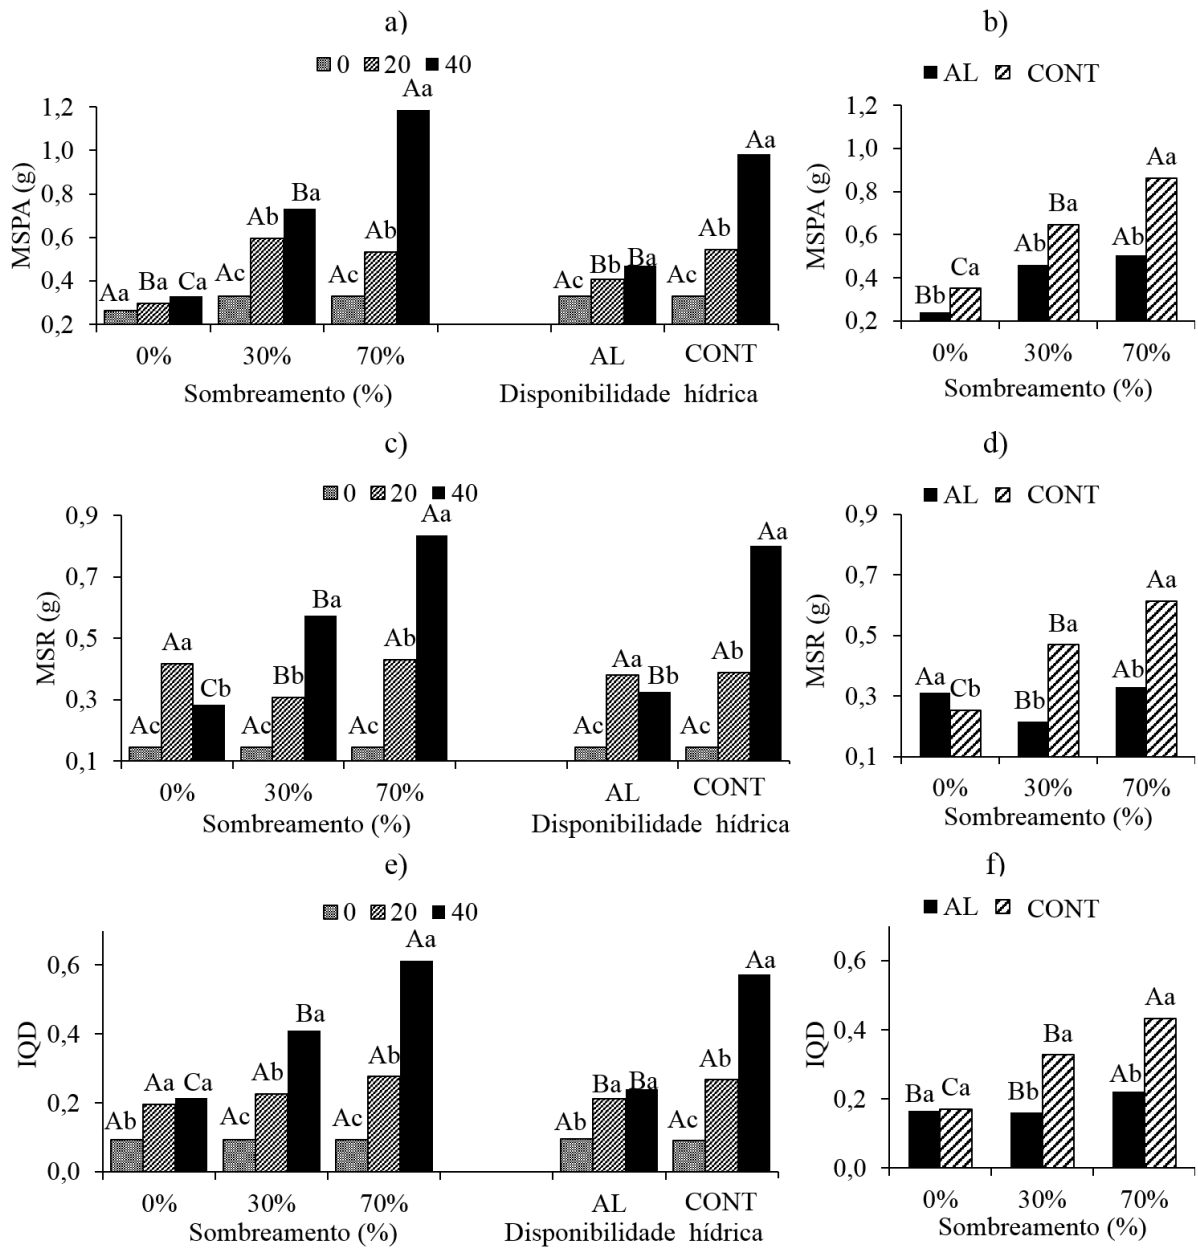 a)
0 20 40
MSPA (g)
1,2
1,0
0,8
0,6
0,4
0,2
Aa Ba Ca
Ac Ab Ba
Ac Ab Aa
Ac Bb Ba
Ac Ab Aa
0% 30% 70% AL CONT
Sombreamento (%) Disponibilidade hídrica
b)
AL CONT
MSPA (g)
1,2
1,0
0,8
0,6
0,4
0,2
Bb Ca
Ab Ba
Ab Aa
0% 30% 70%
Sombreamento (%)
c)
0 20 40
MSR (g)
0,9
0,7
0,5
0,3
0,1
Ac Aa Cb
Ac Bb Ba
Ac Ab Aa
Ac Aa Bb
Ac Ab Aa
0% 30% 70% AL CONT
Sombreamento (%) Disponibilidade hídrica
d)
AL CONT
MSR (g)
0,9
0,7
0,5
0,3
0,1
Aa Cb
Bb Ba
Ab Aa
0% 30% 70%
Sombreamento (%)
e)
0 20 40
IQD
0,6
0,4
0,2
0,0
Ab Aa Ca
Ac Ab Ba
Ac Ab Aa
Ab Ba Ba
Ac Ab Aa
0% 30% 70% AL CONT
Sombreamento (%) Disponibilidade hídrica
f)
AL CONT
IQD
0,6
0,4
0,2
0,0
Ba Ca
Bb Ba
Ab Aa
0% 30% 70%
Sombreamento (%)